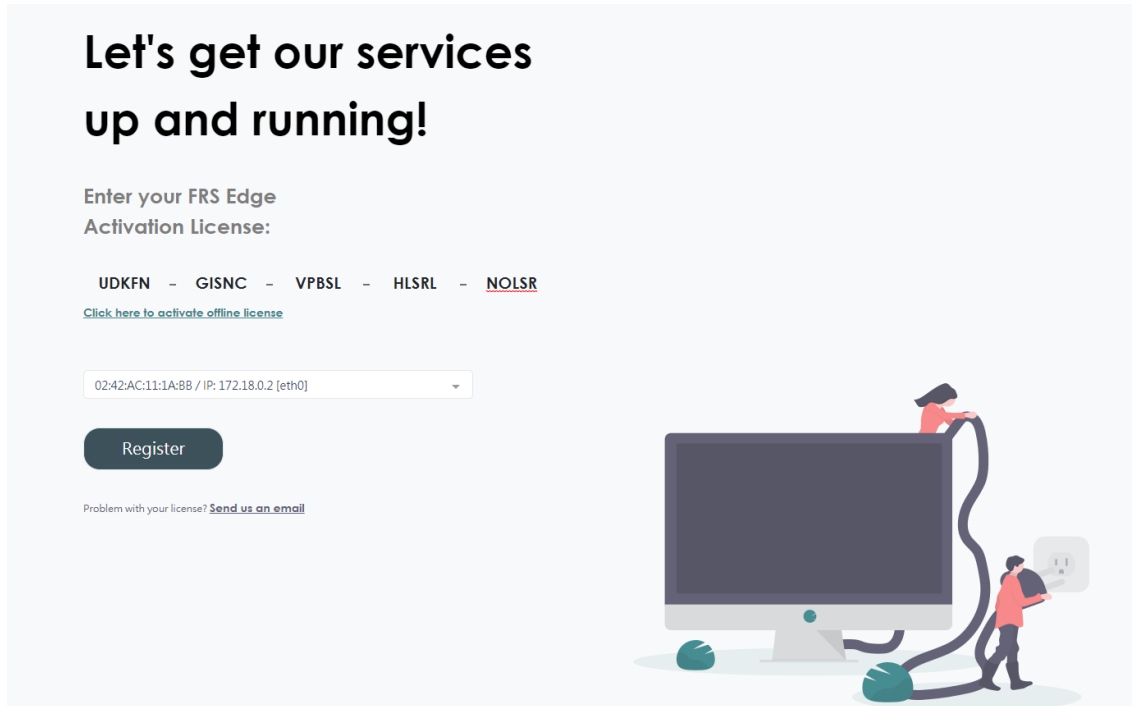 Let's get our services
up and running!
Enter your FRS Edge
Activation License:
UDKFN – GISNC – VPBSL – HLSRL – NOLSR
Click here to activate offline license
02:42:AC:11:1A:BB / IP: 172.18.0.2 [eth0]
Register
Problem with your license? Send us an email